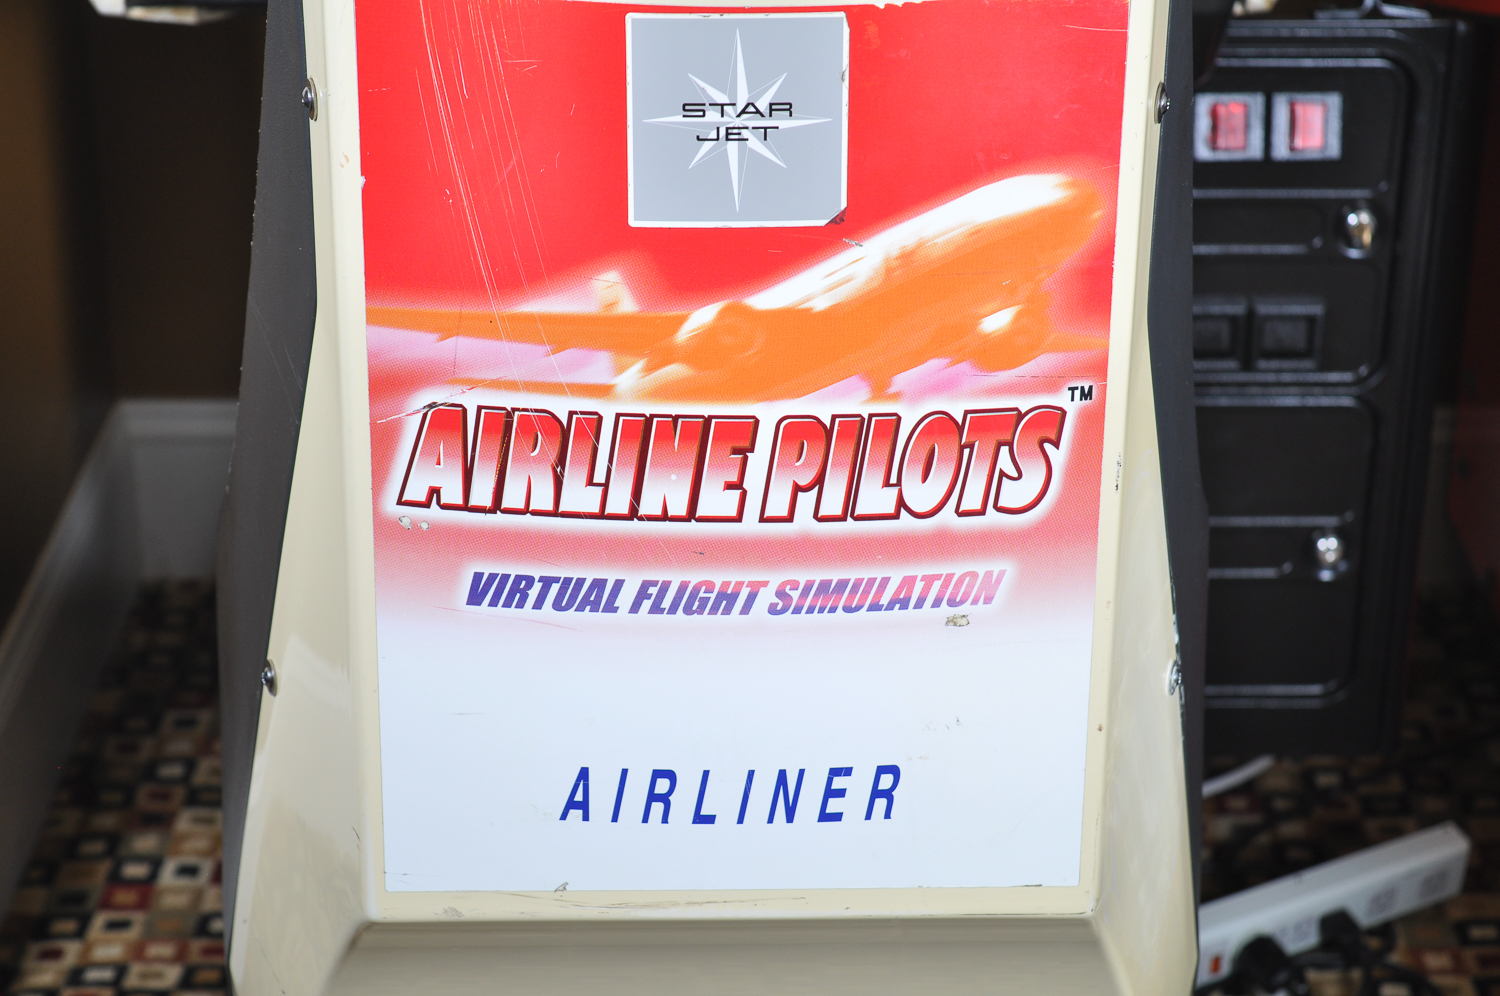 STAR
JET
AIRLINE PILOTS™
VIRTUAL FLIGHT SIMULATION
AIRLINER